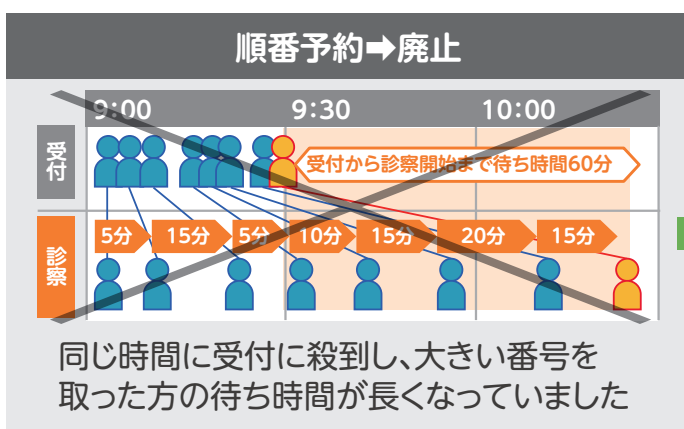 順番予約➡廃止
9:00 9:30 10:00
受付
受付から診察開始まで待ち時間60分
診察
5分 15分 5分 10分 15分 20分 15分
同じ時間に受付に殺到し、大きい番号を
取った方の待ち時間が長くなっていました